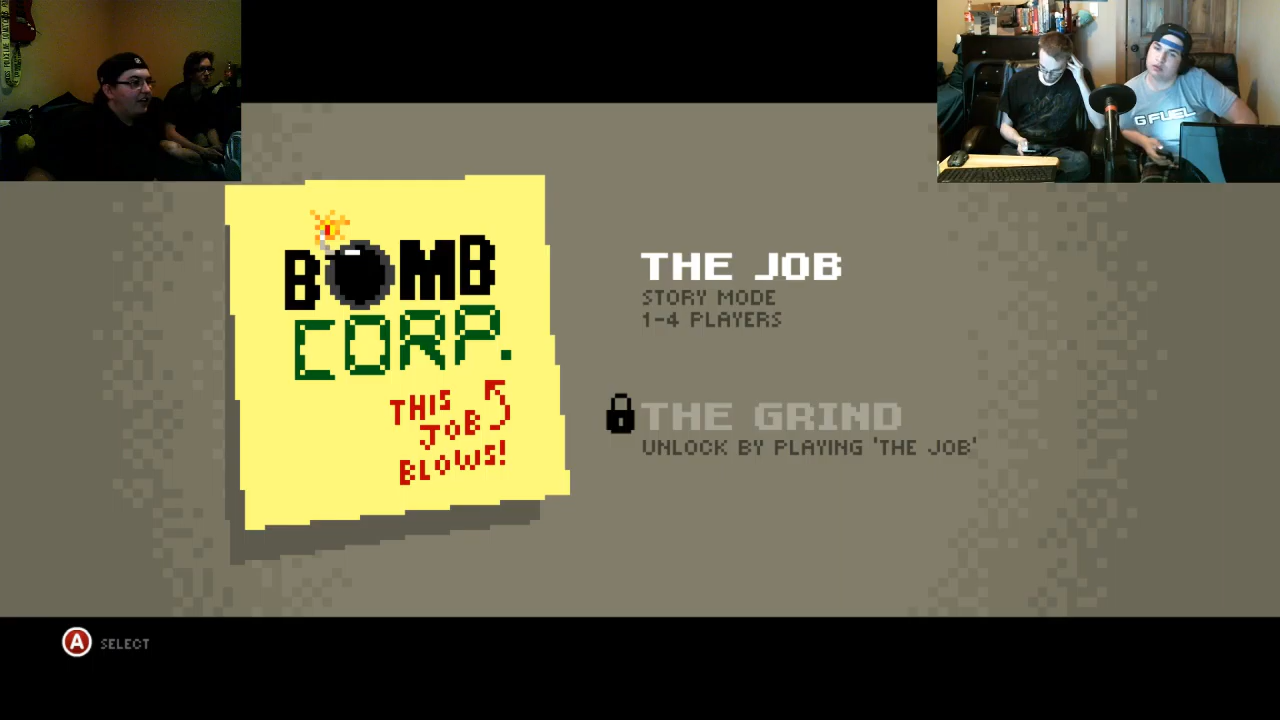 G FUEL
BOMB
CORP.
THIS
JOB
BLOWS!
THE JOB
STORY MODE
1-4 PLAYERS
THE GRIND
UNLOCK BY PLAYING 'THE JOB'
A SELECT